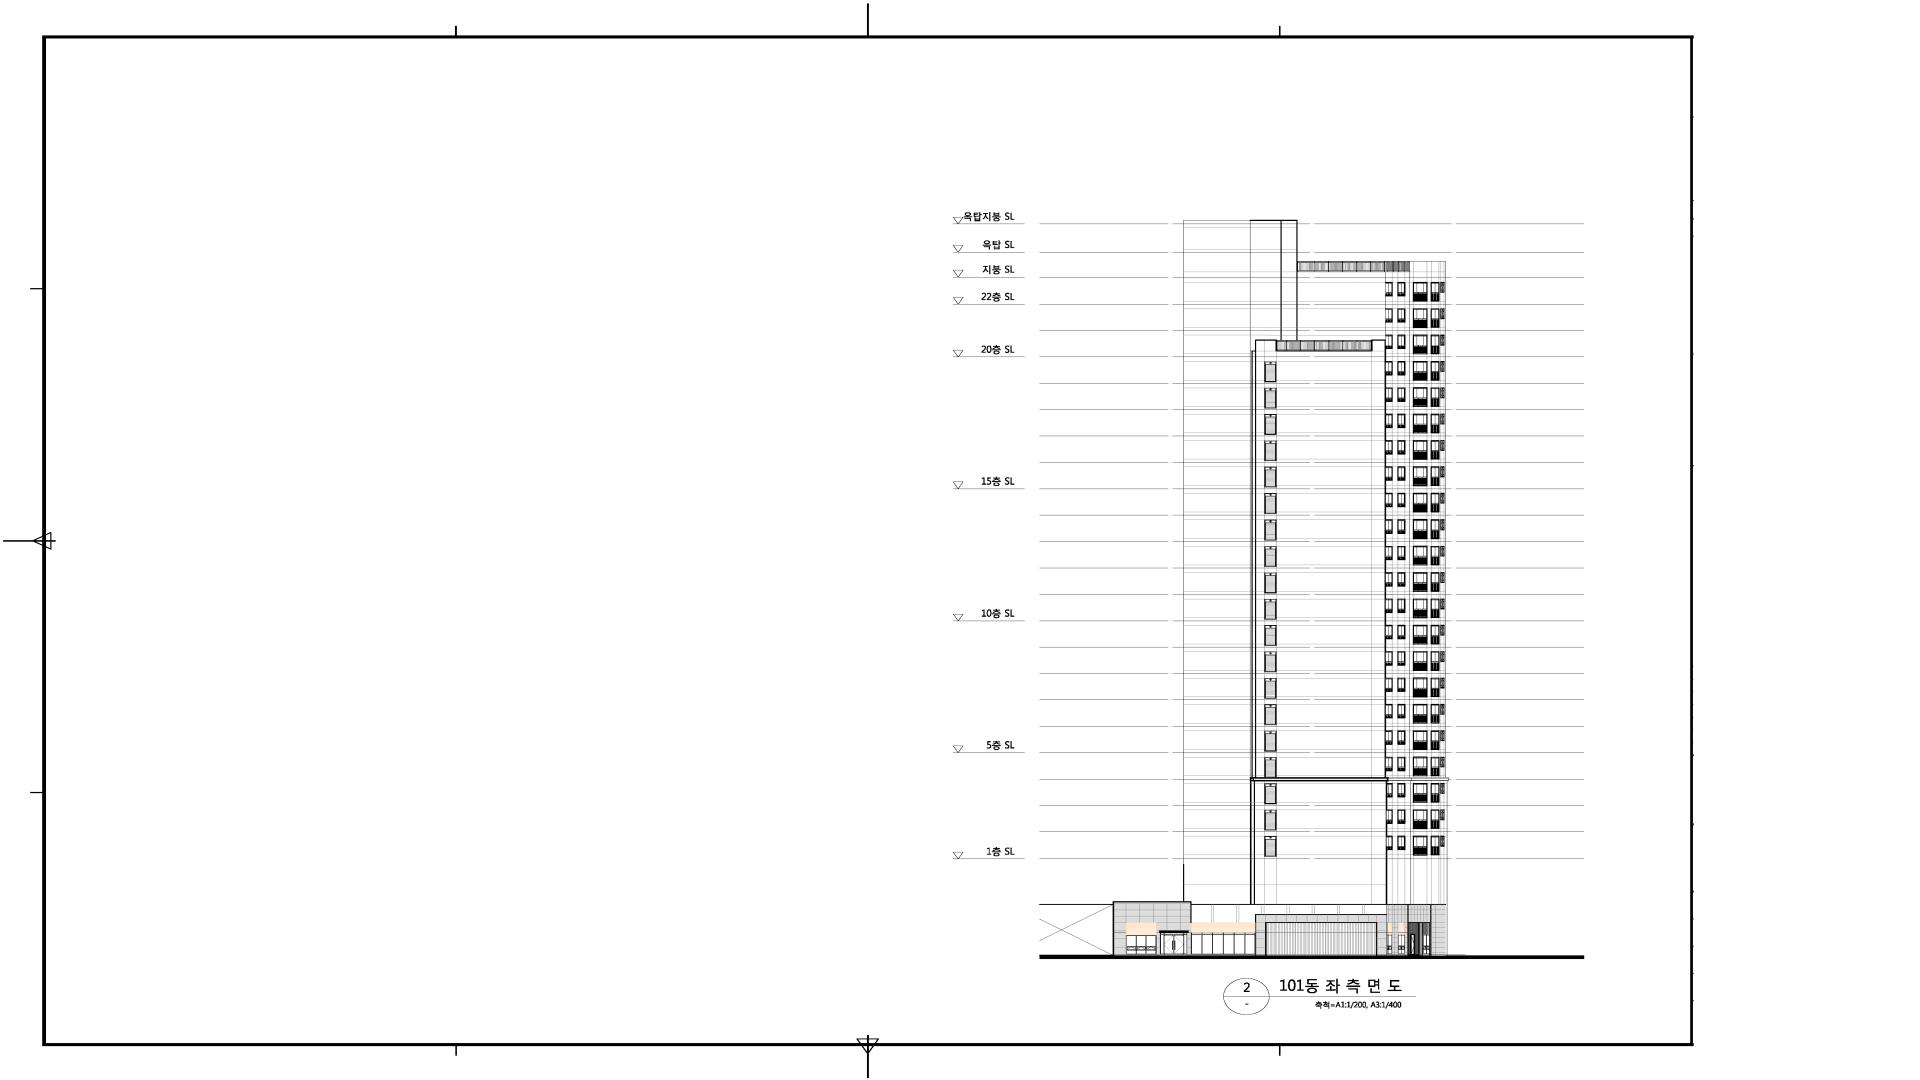 옥탑지붕 SL
옥탑 SL
지붕 SL
22층 SL
20층 SL
15층 SL
10층 SL
5층 SL
1층 SL
2
-
101동 좌 측 면 도
축척=A1:1/200, A3:1/400